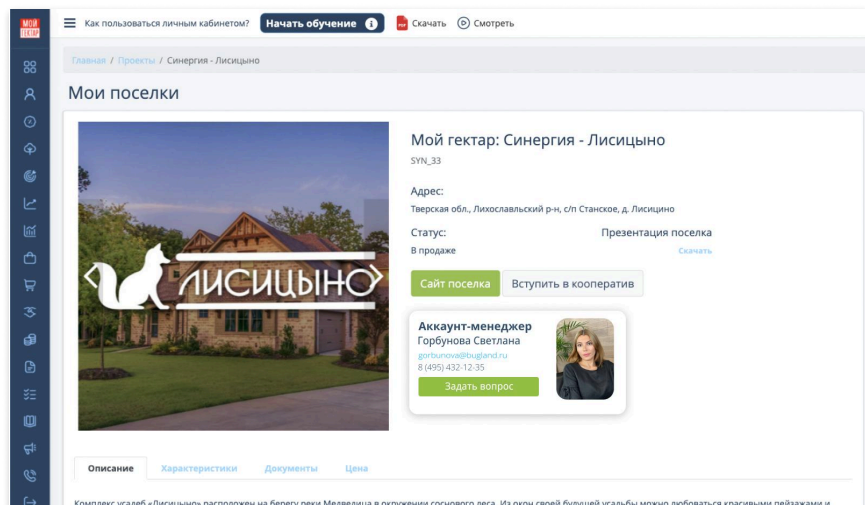 МОЙ
ГЕКТАР
Как пользоваться личным кабинетом?
Начать обучение
PDF
Скачать
Смотреть
Главная / Проекты / Синергия - Лисицыно
Мои поселки
ЛИСИЦЫНО
Мой гектар: Синергия - Лисицыно
SYN_33
Адрес:
Тверская обл., Лихославльский р-н, с/п Станское, д. Лисицино
Статус:
Презентация поселка
В продаже
Скачать
Сайт поселка
Вступить в кооператив
Аккаунт-менеджер
Горбунова Светлана
gorbunova@bugland.ru
8 (495) 432-12-35
Задать вопрос
Описание
Характеристики
Документы
Цена
Комплекс усадеб «Лисицыно» расположен на берегу реки Медведица в окружении соснового леса. Из окон своей будущей усадьбы можно любоваться красивыми пейзажами и